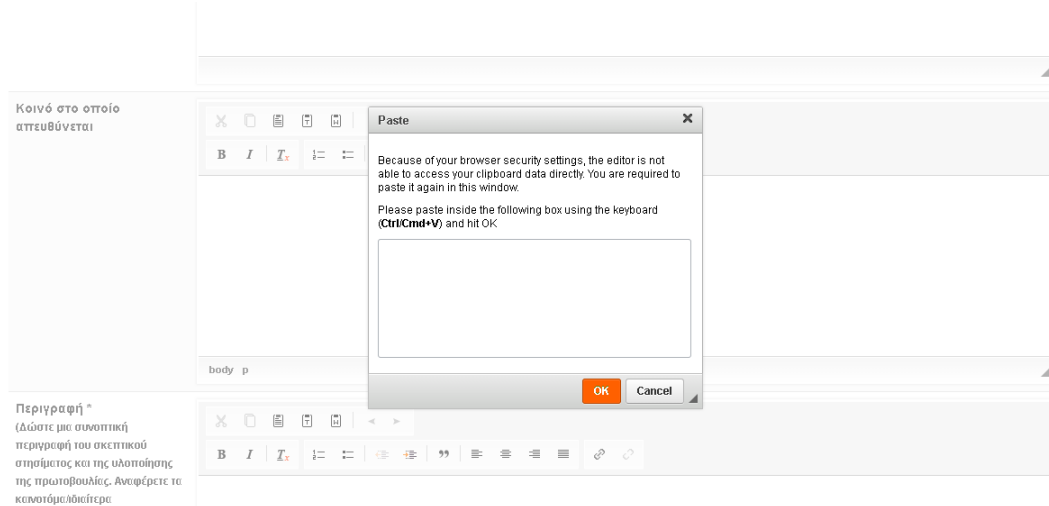 Κοινό στο οποίο
απευθύνεται
Paste
Because of your browser security settings, the editor is not
able to access your clipboard data directly. You are required to
paste it again in this window.
Please paste inside the following box using the keyboard
(Ctrl/Cmd+V) and hit OK
OK
Cancel
body p
Περιγραφή *
(Δώστε μια συνοπτική
περιγραφή του σκεπτικού
στησίματος και της υλοποίησης
της πρωτοβουλίας. Αναφέρετε τα
καινοτόμα/ιδιαίτερα